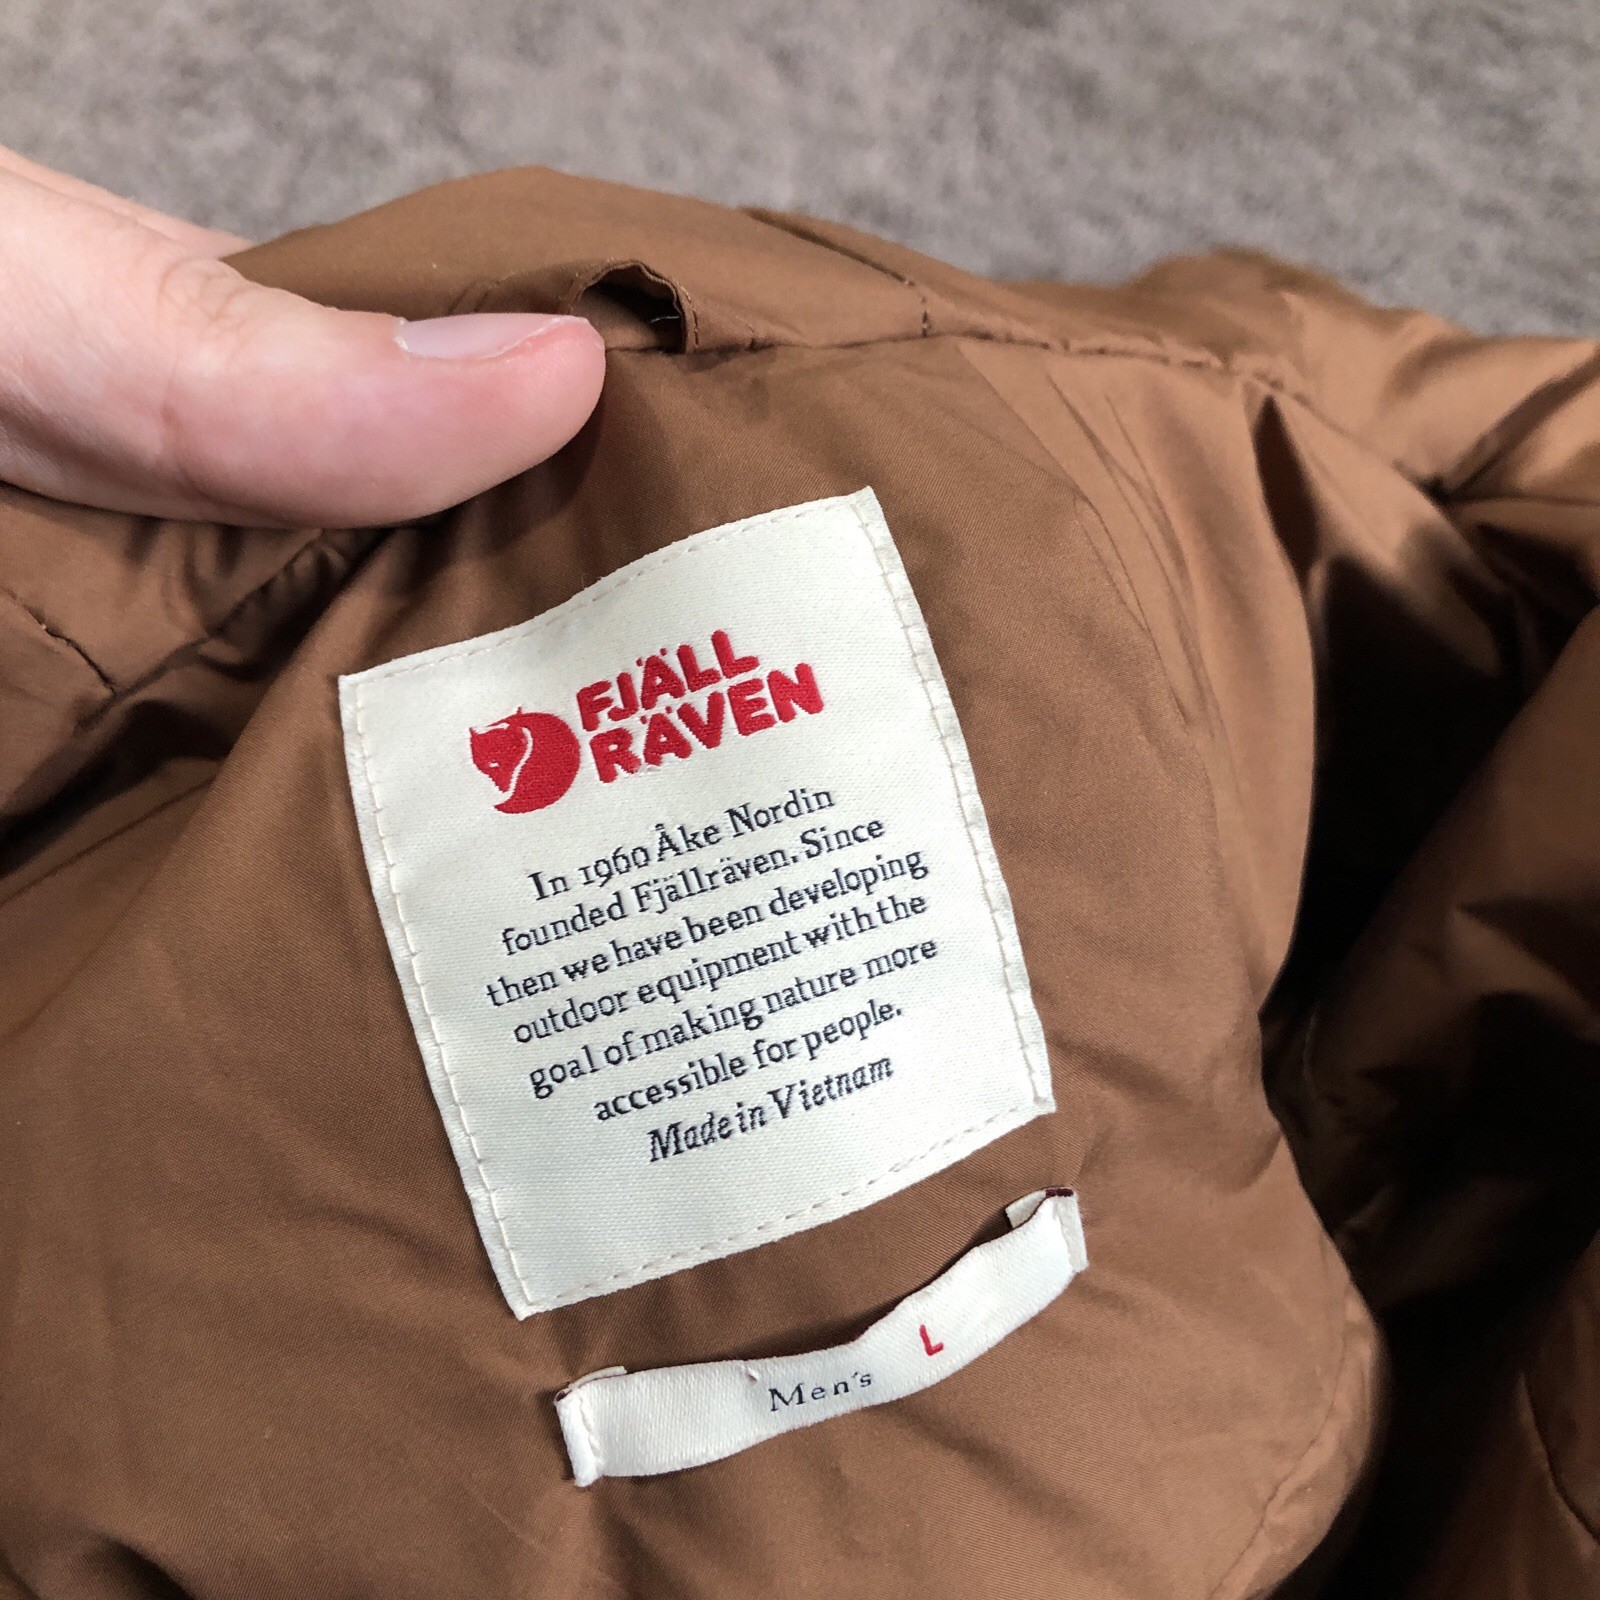 FJÄLL
RÄVEN
In 1960 Åke Nordin
founded Fjällräven. Since
then we have been developing
outdoor equipment with the
goal of making nature more
accessible for people.
Made in Vietnam
L
Men's